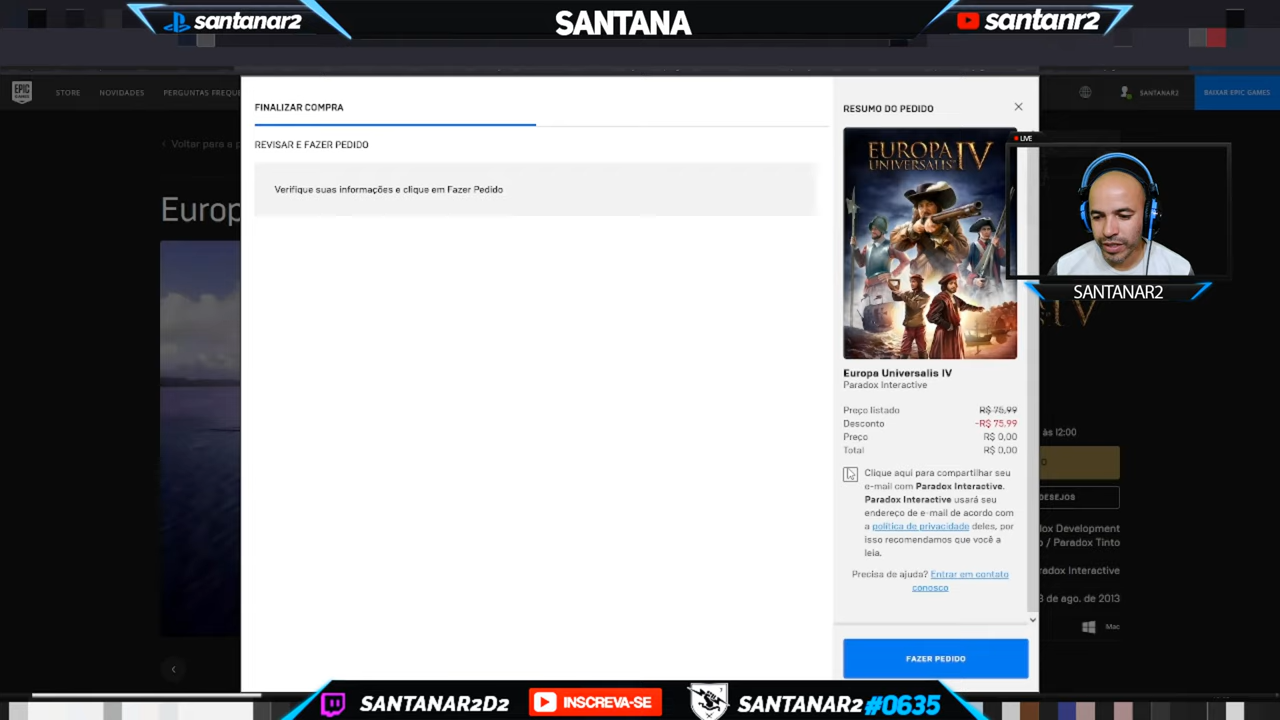 santanar2
SANTANA
santanr2
EPIC
GAMES
STORE
NOVIDADES
PERGUNTAS FREQUE
SANTANAR2
BAIXAR EPIC GAMES
Voltar para a p
Europ
FINALIZAR COMPRA
REVISAR E FAZER PEDIDO
Verifique suas informações e clique em Fazer Pedido
RESUMO DO PEDIDO
EUROPA
UNIVERSALIS IV
LIVE
SANTANAR2
Europa Universalis IV
Paradox Interactive
Preço listado R$ 75,99
Desconto -R$ 75,99
Preço R$ 0,00
Total R$ 0,00
Clique aqui para compartilhar seu
e-mail com Paradox Interactive.
Paradox Interactive usará seu
endereço de e-mail de acordo com
a política de privacidade deles, por
isso recomendamos que você a
leia.
Precisa de ajuda? Entrar em contato
conosco
FAZER PEDIDO
às 12:00
O
DESEJOS
dox Development
o / Paradox Tinto
radox Interactive
3 de ago. de 2013
Mac
SANTANAR2D2
INSCREVA-SE
SANTANAR2#0635